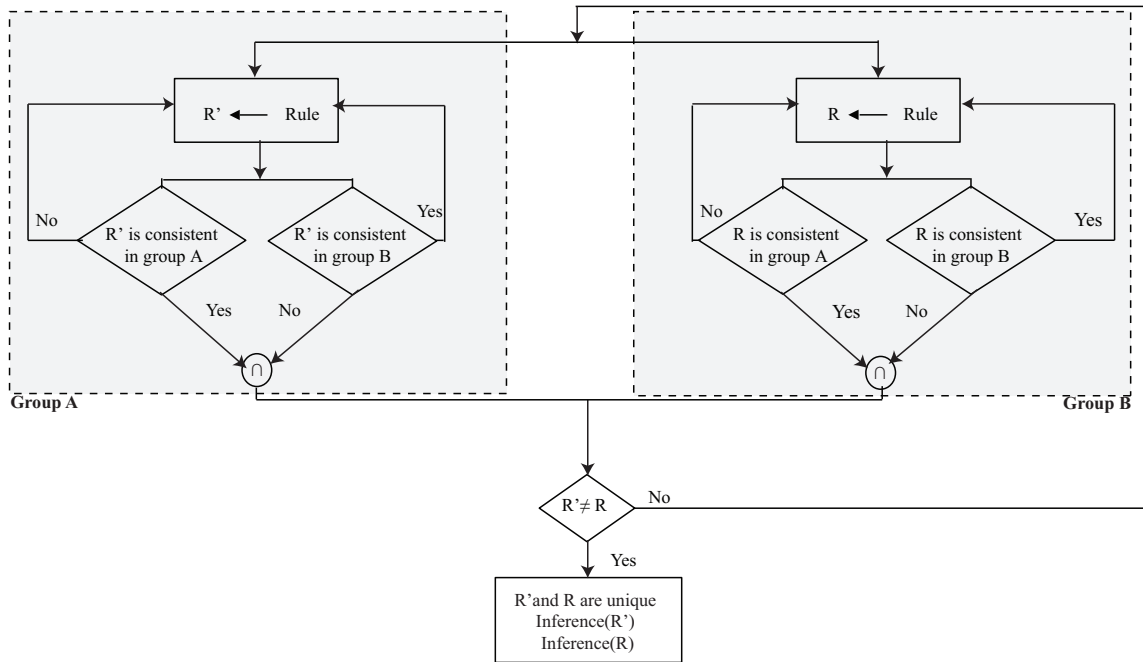 R’ Rule
No
R’ is consistent
in group A
R’ is consistent
in group B
Yes
Yes
No
∩
Group A
R Rule
No
R is consistent
in group A
R is consistent
in group B
Yes
Yes
No
∩
Group B
R’≠ R
No
Yes
R’and R are unique
Inference(R’)
Inference(R)